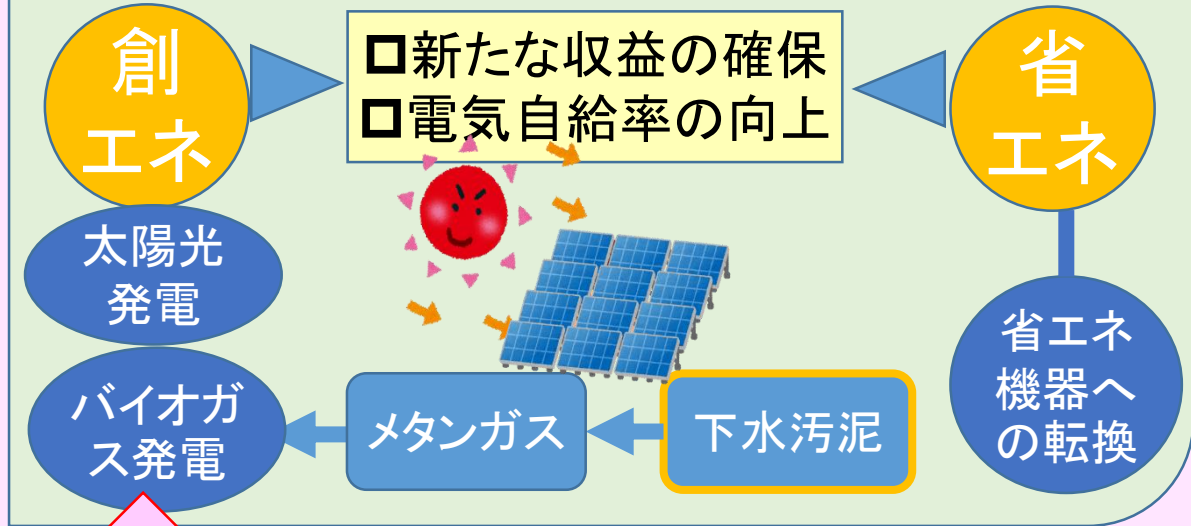 創
エネ
□新たな収益の確保
□電気自給率の向上
省
エネ
太陽光
発電
バイオガ
ス発電
メタンガス
下水汚泥
省エネ
機器へ
の転換